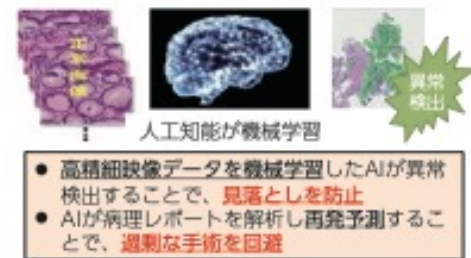 正常画像
異常
検出
人工知能が機械学習
● 高精細映像データを機械学習したAIが異常
検出することで、見落としを防止
● AIが病理レポートを解析し再発予測するこ
とで、過剰な手術を回避